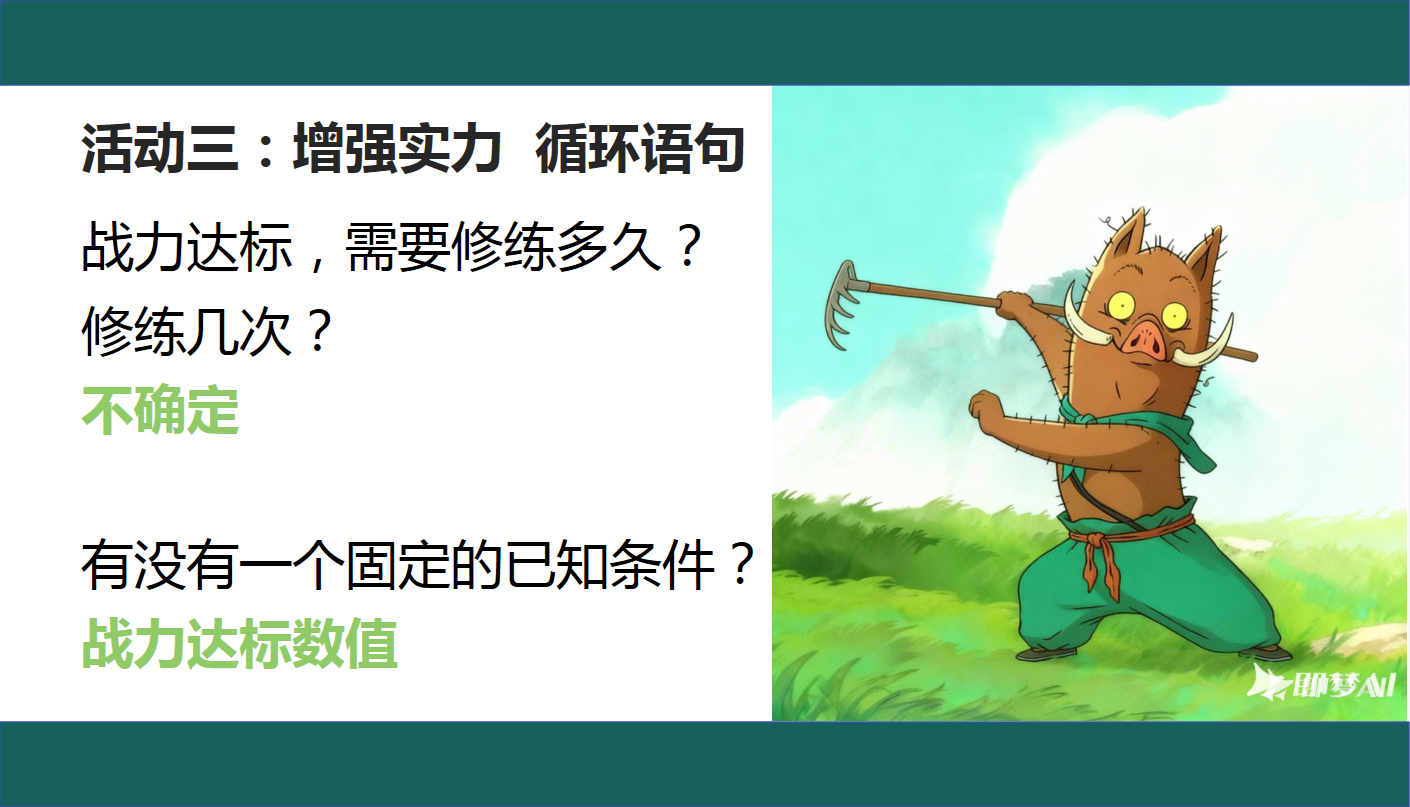 活动三：增强实力 循环语句
战力达标，需要修练多久？
修练几次？
不确定
有没有一个固定的已知条件？
战力达标数值
即梦AI